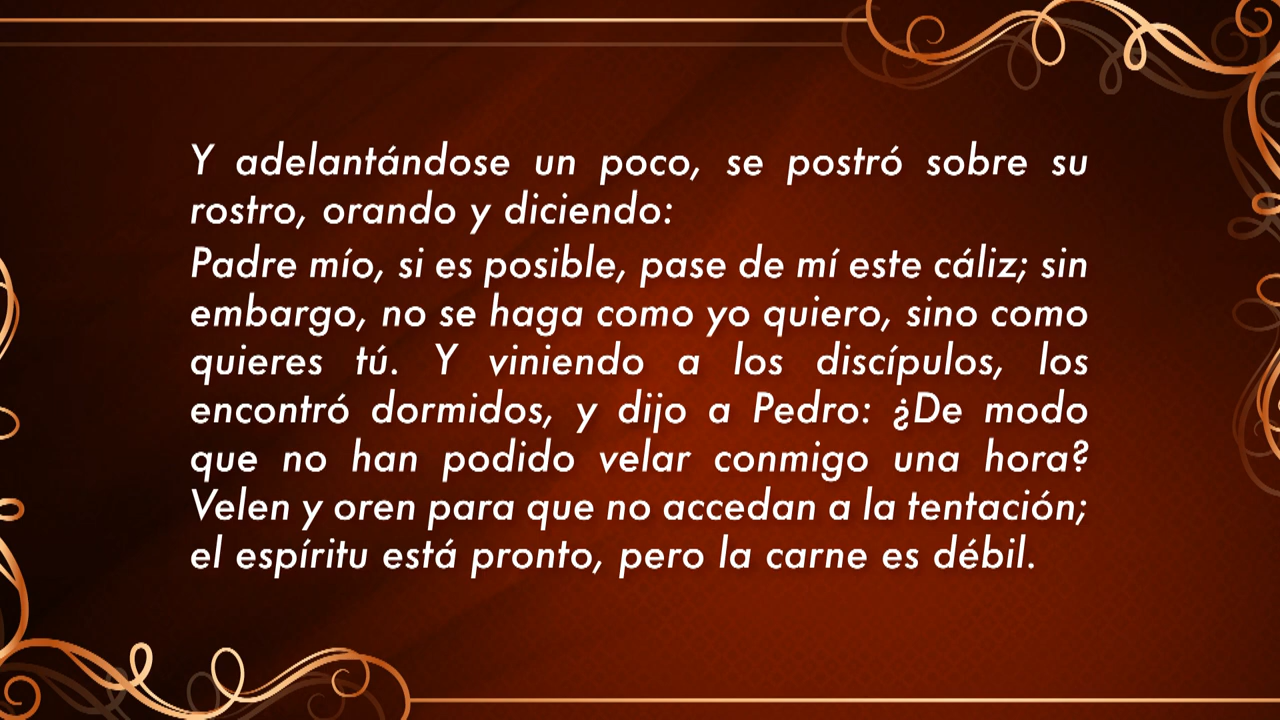 Y adelantándose un poco, se postró sobre su
rostro, orando y diciendo:
Padre mío, si es posible, pase de mí este cáliz; sin
embargo, no se haga como yo quiero, sino como
quieres tú. Y viniendo a los discípulos, los
encontró dormidos, y dijo a Pedro: ¿De modo
que no han podido velar conmigo una hora?
Velen y oren para que no accedan a la tentación;
el espíritu está pronto, pero la carne es débil.